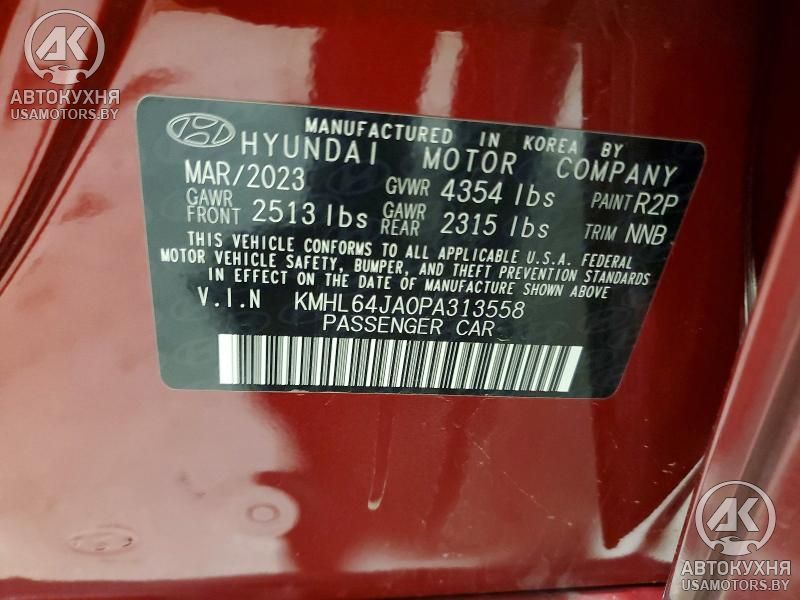 AK
АВТОКУХНЯ
USAMOTORS.BY
MANUFACTURED IN KOREA BY
HYUNDAI MOTOR COMPANY
MAR/2023 GVWR 4354 lbs PAINT R2P
GAWR FRONT 2513 lbs GAWR REAR 2315 lbs TRIM NNB
THIS VEHICLE CONFORMS TO ALL APPLICABLE U.S.A. FEDERAL
MOTOR VEHICLE SAFETY, BUMPER, AND THEFT PREVENTION STANDARDS
IN EFFECT ON THE DATE OF MANUFACTURE SHOWN ABOVE
V.I.N KMHL64JA0PA313558
PASSENGER CAR
AK
АВТОКУХНЯ
USAMOTORS.BY